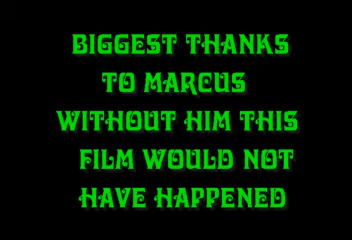 BIGGEST THANKS
TO MARCUS
WITHOUT HIM THIS
FILM WOULD NOT
HAVE HAPPENED